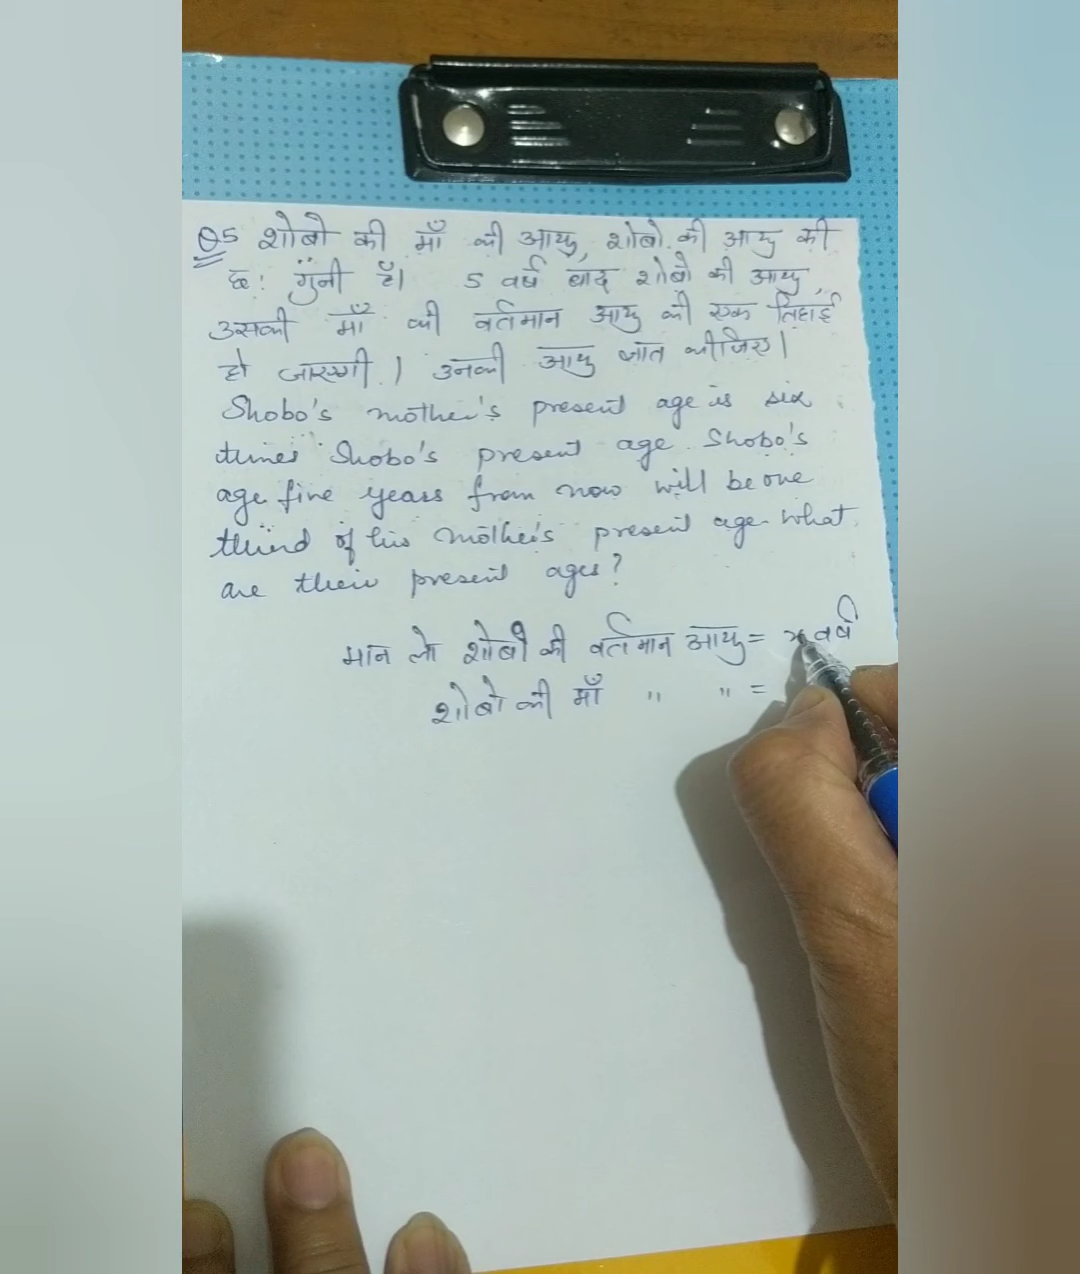 Q5 शोबो की माँ की आयु, शोबो की आयु की
छः गुनी है। 5 वर्ष बाद शोबो की आयु,
उसकी माँ की वर्तमान आयु की एक तिहाई
हो जाएगी। उनकी आयु ज्ञात कीजिए।
Shobo's mother's present age is six
times Shobo's present age. Shobo's
age five years from now will be one
third of his mother's present age. What
are their present ages?
मान लो शोबो की वर्तमान आयु = x वर्ष
शोबो की माँ " " =